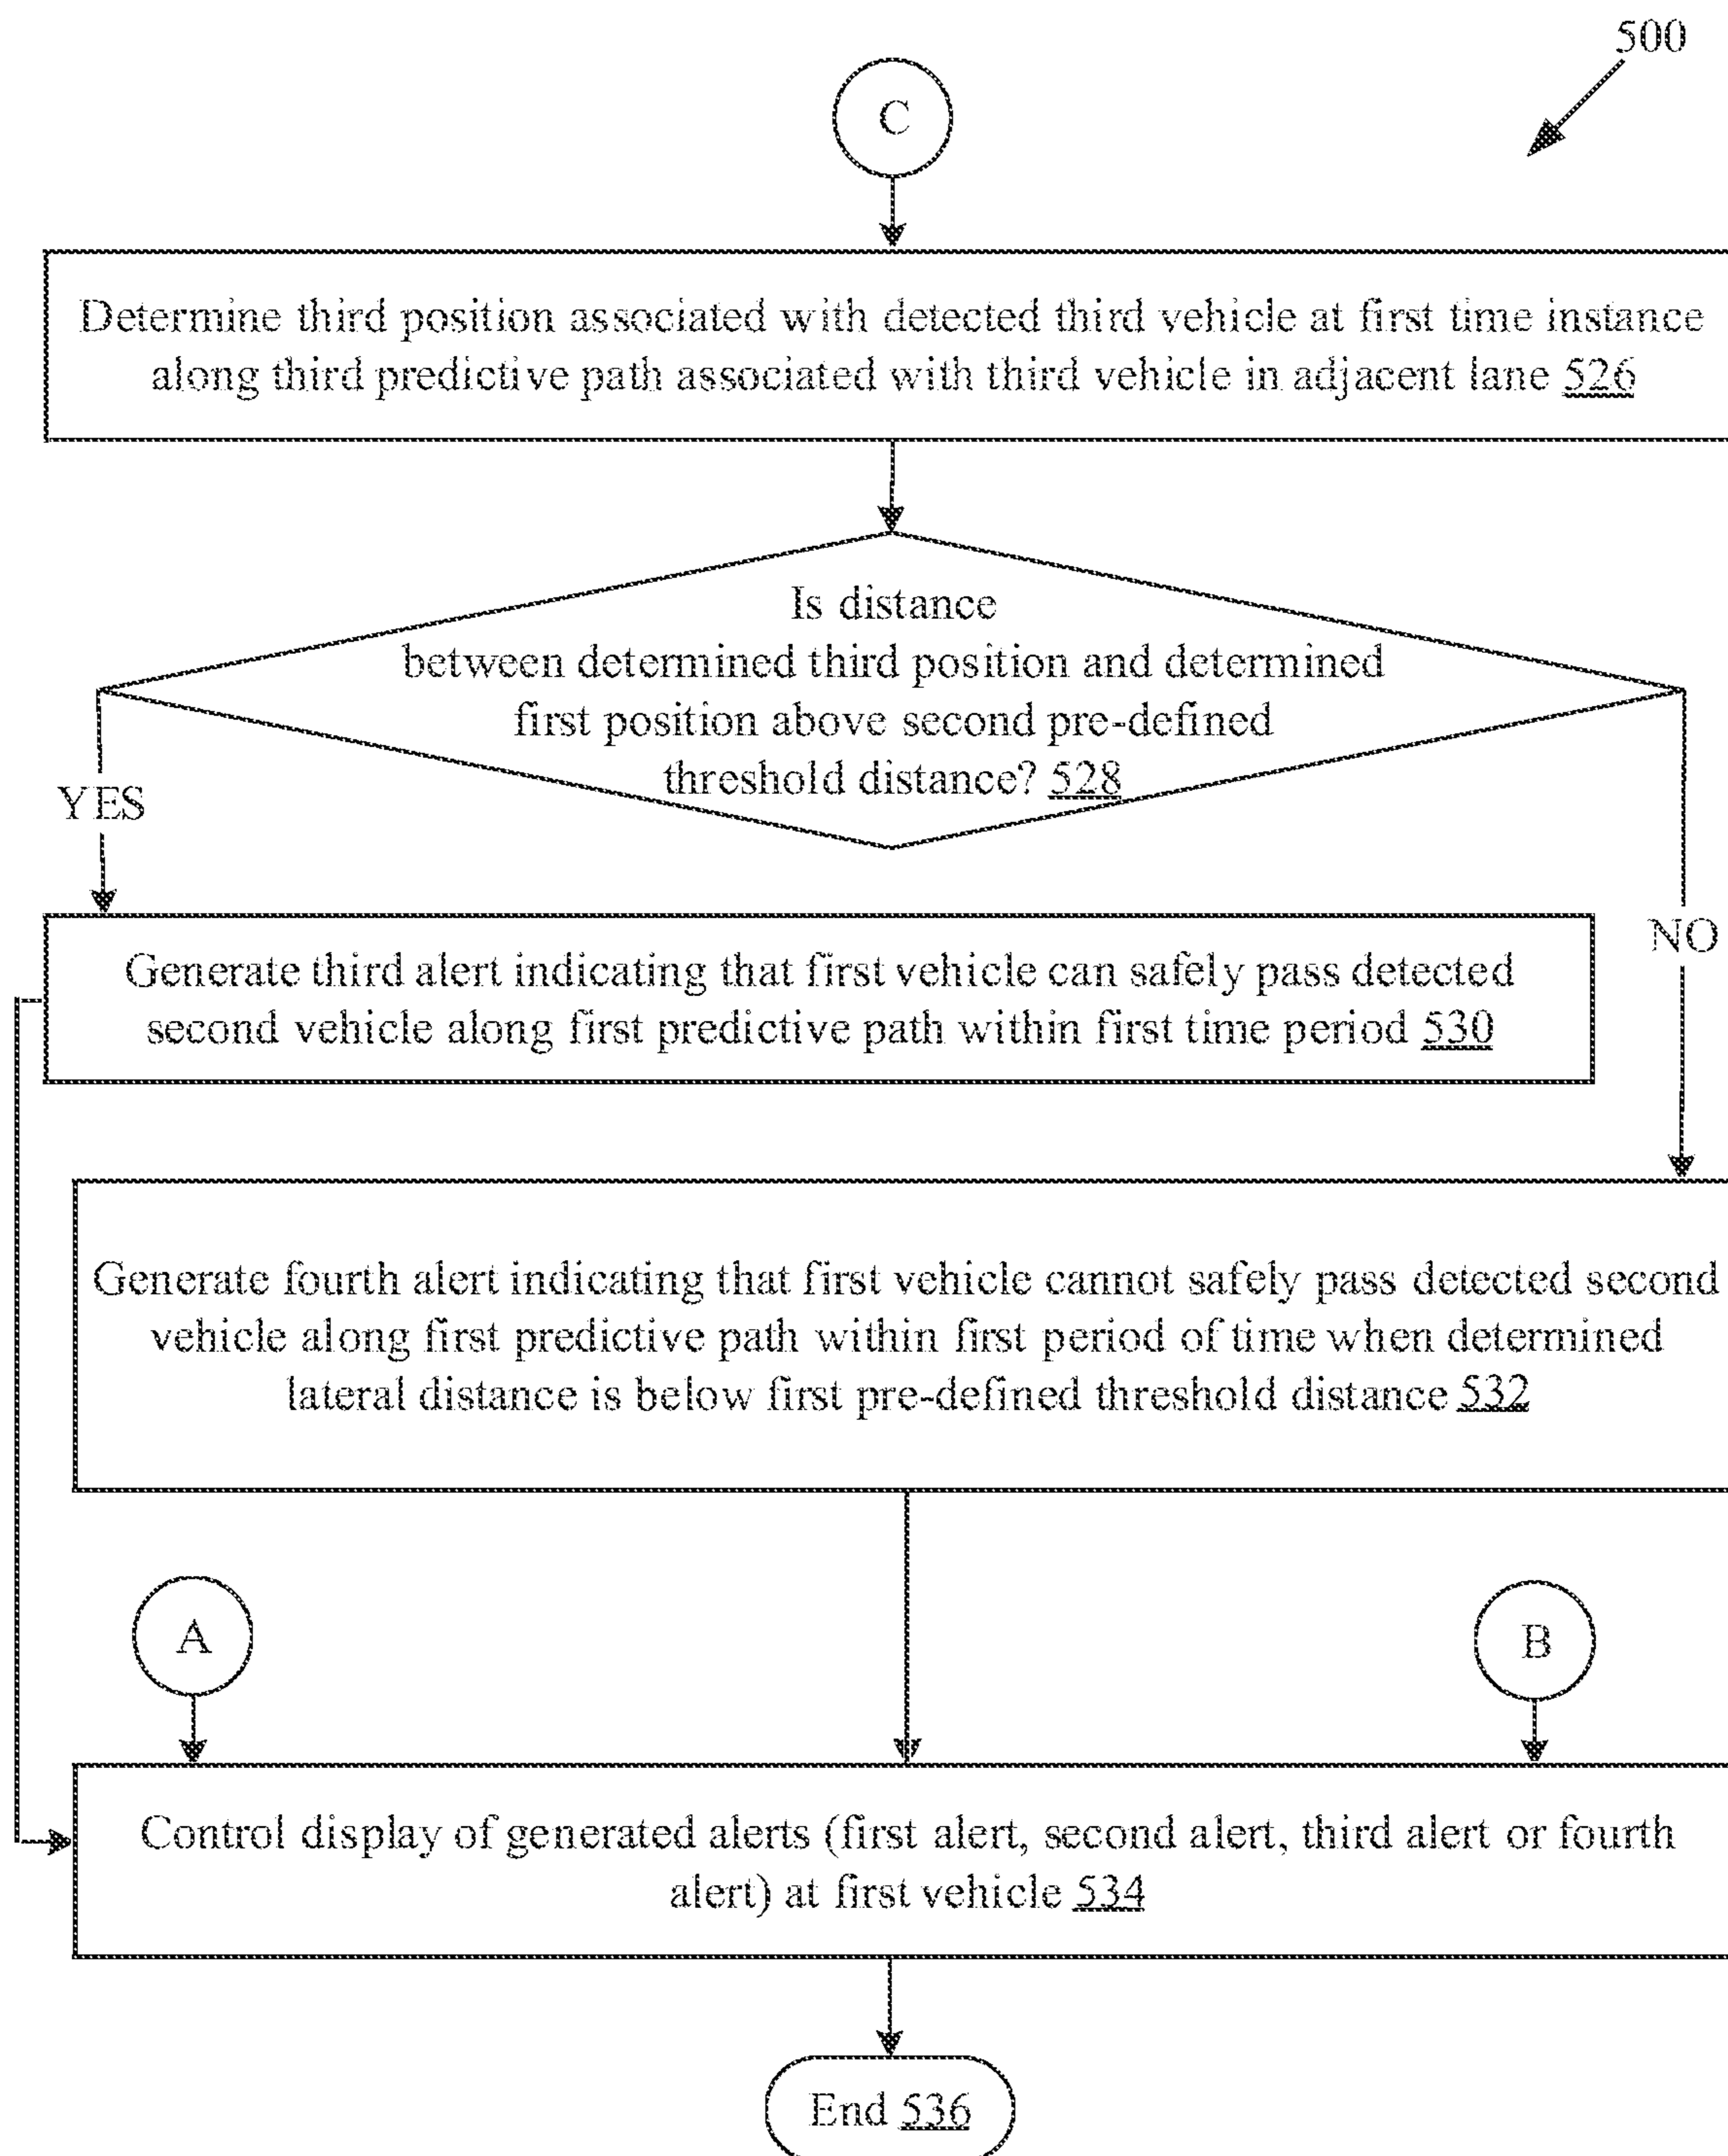 500
C
Determine third position associated with detected third vehicle at first time instance
along third predictive path associated with third vehicle in adjacent lane 526
Is distance
between determined third position and determined
first position above second pre-defined
threshold distance? 528
YES
NO
Generate third alert indicating that first vehicle can safely pass detected
second vehicle along first predictive path within first time period 530
Generate fourth alert indicating that first vehicle cannot safely pass detected second
vehicle along first predictive path within first period of time when determined
lateral distance is below first pre-defined threshold distance 532
A
B
Control display of generated alerts (first alert, second alert, third alert or fourth
alert) at first vehicle 534
End 536